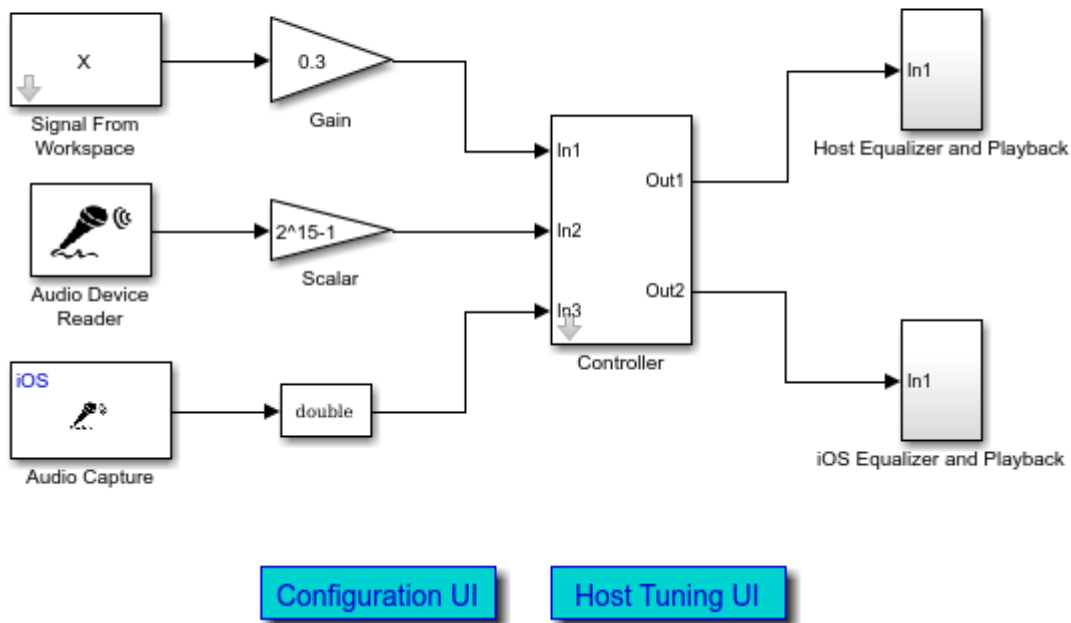 X
Signal From
Workspace
0.3
Gain
Audio Device
Reader
2^15-1
Scalar
iOS
Audio Capture
double
In1
In2
In3
Out1
Out2
Controller
In1
Host Equalizer and Playback
In1
iOS Equalizer and Playback
Configuration UI
Host Tuning UI